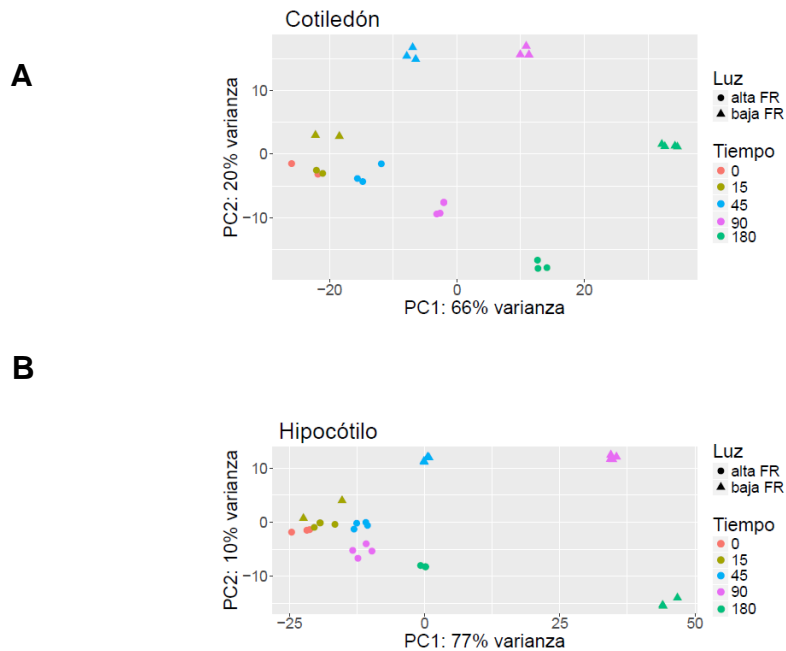 Cotiledón
A
10
0
−10
PC2: 20% varianza
−20
0
20
PC1: 66% varianza
Luz
alta FR
baja FR
Tiempo
0
15
45
90
180
B
Hipocótilo
10
0
−10
PC2: 10% varianza
−25
0
25
50
PC1: 77% varianza
Luz
alta FR
baja FR
Tiempo
0
15
45
90
180